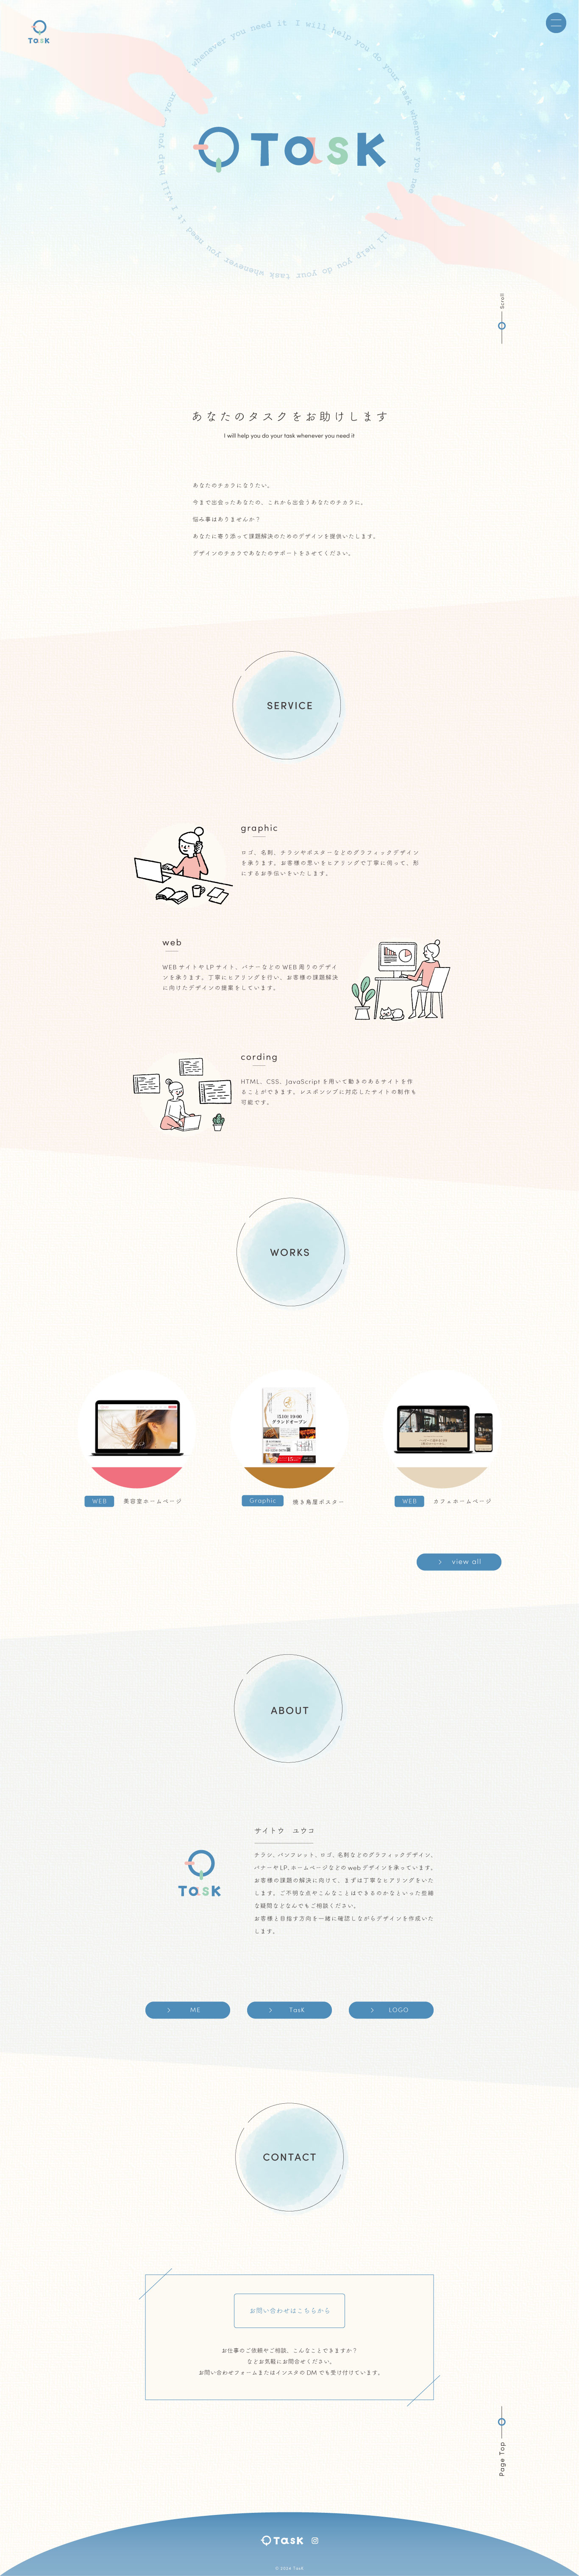 TasK
I will help you do your task whenever you need it I will help you do your task whenever you need it I will help you do your task whenever you need it
TasK
Scroll
あなたのタスクをお助けします
I will help you do your task whenever you need it
あなたのチカラになりたい。
今まで出会ったあなたの、これから出会うあなたのチカラに。
悩み事はありませんか？
あなたに寄り添って課題解決のためのデザインを提供いたします。
デザインのチカラであなたのサポートをさせてください。
SERVICE
graphic
ロゴ、名刺、チラシやポスターなどのグラフィックデザイン
を承ります。お客様の思いをヒアリングで丁寧に伺って、形
にするお手伝いをいたします。
web
WEBサイトやLPサイト、バナーなどのWEB周りのデザイ
ンを承ります。丁寧にヒアリングを行い、お客様の課題解決
に向けたデザインの提案をしています。
cording
HTML、CSS、JavaScriptを用いて動きのあるサイトを作
ることができます。レスポンシブに対応したサイトの制作も
可能です。
WORKS
グランドオープン
WEB 美容室ホームページ
Graphic 焼き鳥屋ポスター
WEB カフェホームページ
view all
ABOUT
サイトウ ユウコ
チラシ、パンフレット、ロゴ、名刺などのグラフィックデザイン、
バナーやLP、ホームページなどのwebデザインを承っています。
お客様の課題の解決に向けて、まずは丁寧なヒアリングをいた
します。ご不明な点やこんなことはできるのかなといった些細
な疑問などなんでもご相談ください。
お客様と目指す方向を一緒に確認しながらデザインを作成いた
します。
TasK
ME
TasK
LOGO
CONTACT
お問い合わせはこちらから
お仕事のご依頼やご相談、こんなことできますか？
などお気軽にお問合せください。
お問い合わせフォームまたはインスタのDMでも受け付けています。
Page Top
TasK
© 2024 TasK